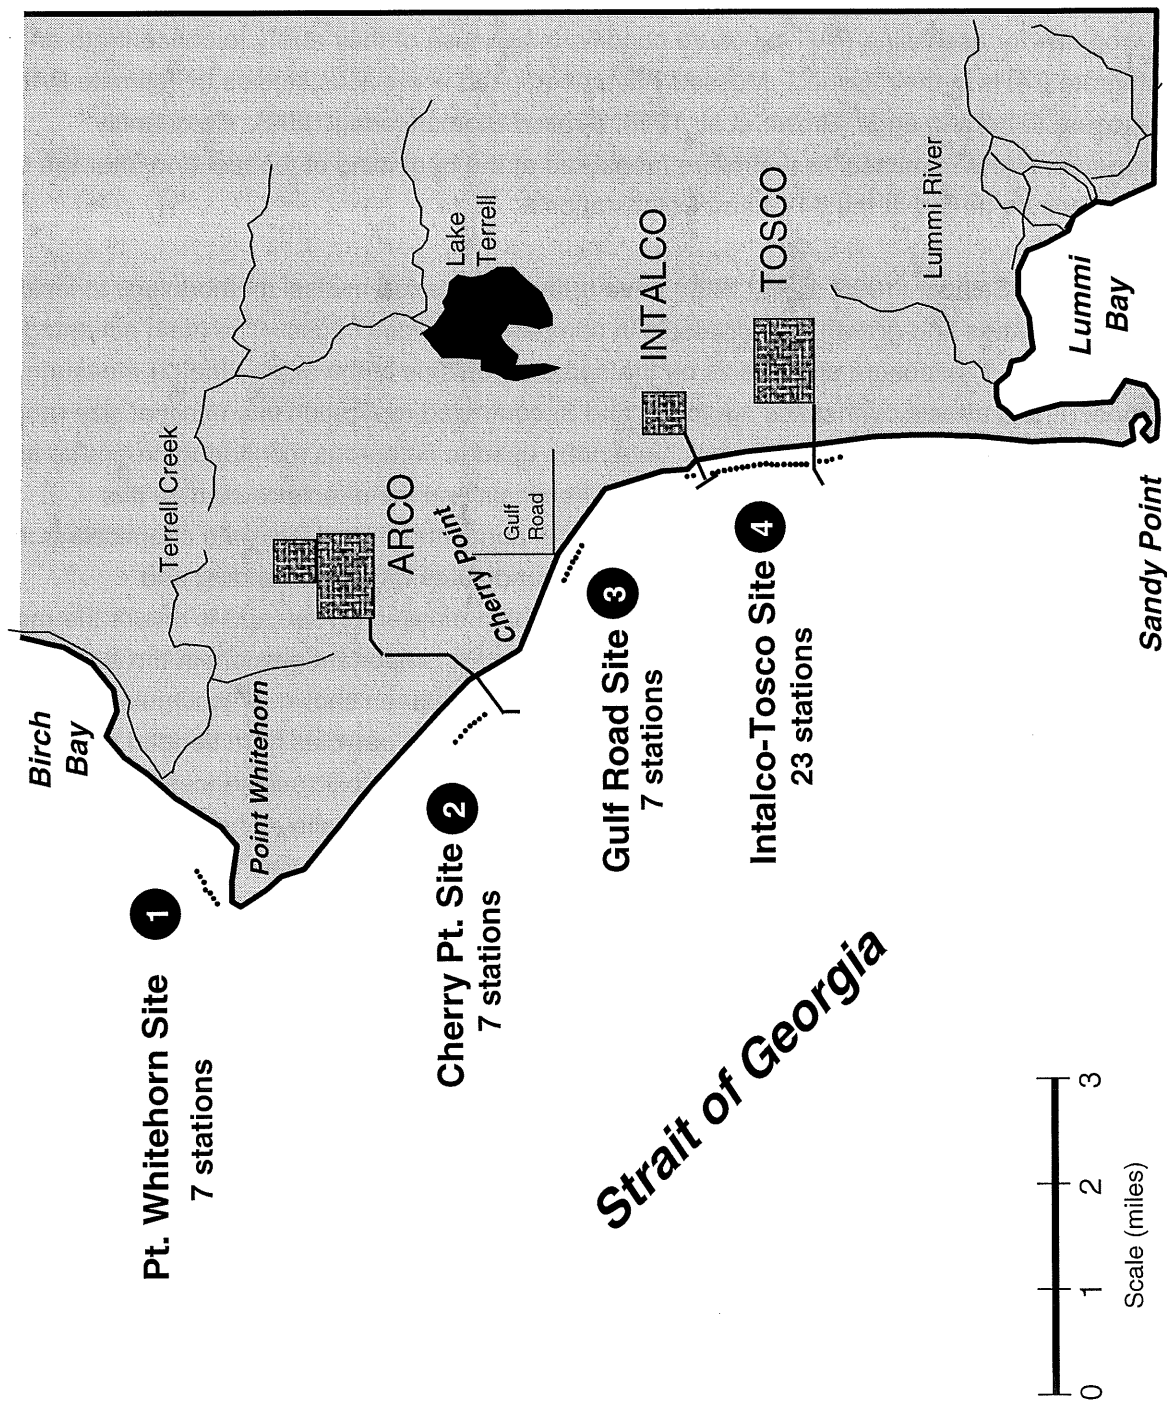 Birch
Bay
Point Whitehorn
Terrell Creek
ARCO
Cherry Point
Gulf
Road
Lake
Terrell
INTALCO
TOSCO
Lummi River
Lummi
Bay
Sandy Point
1
Pt. Whitehorn Site
7 stations
2
Cherry Pt. Site
7 stations
3
Gulf Road Site
7 stations
4
Intalco-Tosco Site
23 stations
Strait of Georgia
0 1 2 3
Scale (miles)